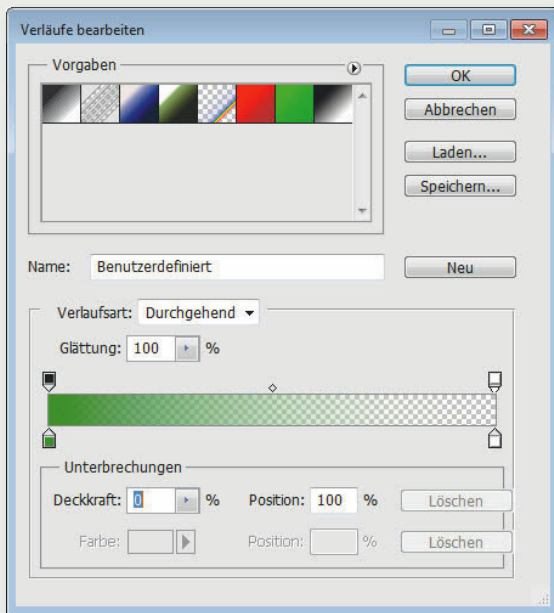 Verläufe bearbeiten
Vorgaben
OK
Abbrechen
Laden...
Speichern...
Name: Benutzerdefiniert
Neu
Verlaufsart: Durchgehend
Glättung: 100 %
Unterbrechungen
Deckkraft: 0 % Position: 100 % Löschen
Farbe: Position: % Löschen